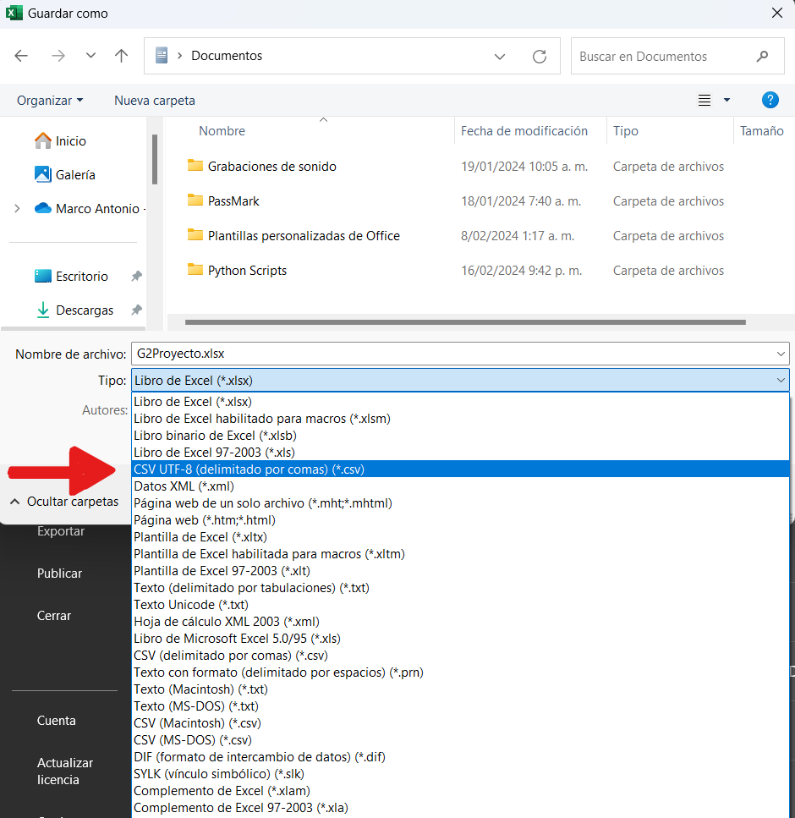 Guardar como
Documentos
Buscar en Documentos
Organizar
Nueva carpeta
?
Nombre
Fecha de modificación
Tipo
Tamaño
Inicio
Galería
Marco Antonio -
Escritorio
Descargas
Grabaciones de sonido 19/01/2024 10:05 a. m. Carpeta de archivos
PassMark 18/01/2024 7:40 a. m. Carpeta de archivos
Plantillas personalizadas de Office 8/02/2024 1:17 a. m. Carpeta de archivos
Python Scripts 16/02/2024 9:42 p. m. Carpeta de archivos
Nombre de archivo: G2Proyecto.xlsx
Tipo: Libro de Excel (*.xlsx)
Autores:
Libro de Excel (*.xlsx)
Libro de Excel habilitado para macros (*.xlsm)
Libro binario de Excel (*.xlsb)
Libro de Excel 97-2003 (*.xls)
CSV UTF-8 (delimitado por comas) (*.csv)
Datos XML (*.xml)
Página web de un solo archivo (*.mht;*.mhtml)
Página web (*.htm;*.html)
Plantilla de Excel (*.xltx)
Plantilla de Excel habilitada para macros (*.xltm)
Plantilla de Excel 97-2003 (*.xlt)
Texto (delimitado por tabulaciones) (*.txt)
Texto Unicode (*.txt)
Hoja de cálculo XML 2003 (*.xml)
Libro de Microsoft Excel 5.0/95 (*.xls)
CSV (delimitado por comas) (*.csv)
Texto con formato (delimitado por espacios) (*.prn)
Texto (Macintosh) (*.txt)
Texto (MS-DOS) (*.txt)
CSV (Macintosh) (*.csv)
CSV (MS-DOS) (*.csv)
DIF (formato de intercambio de datos) (*.dif)
SYLK (vínculo simbólico) (*.slk)
Complemento de Excel (*.xlam)
Complemento de Excel 97-2003 (*.xla)
Ocultar carpetas
Exportar
Publicar
Cerrar
Cuenta
Actualizar
licencia